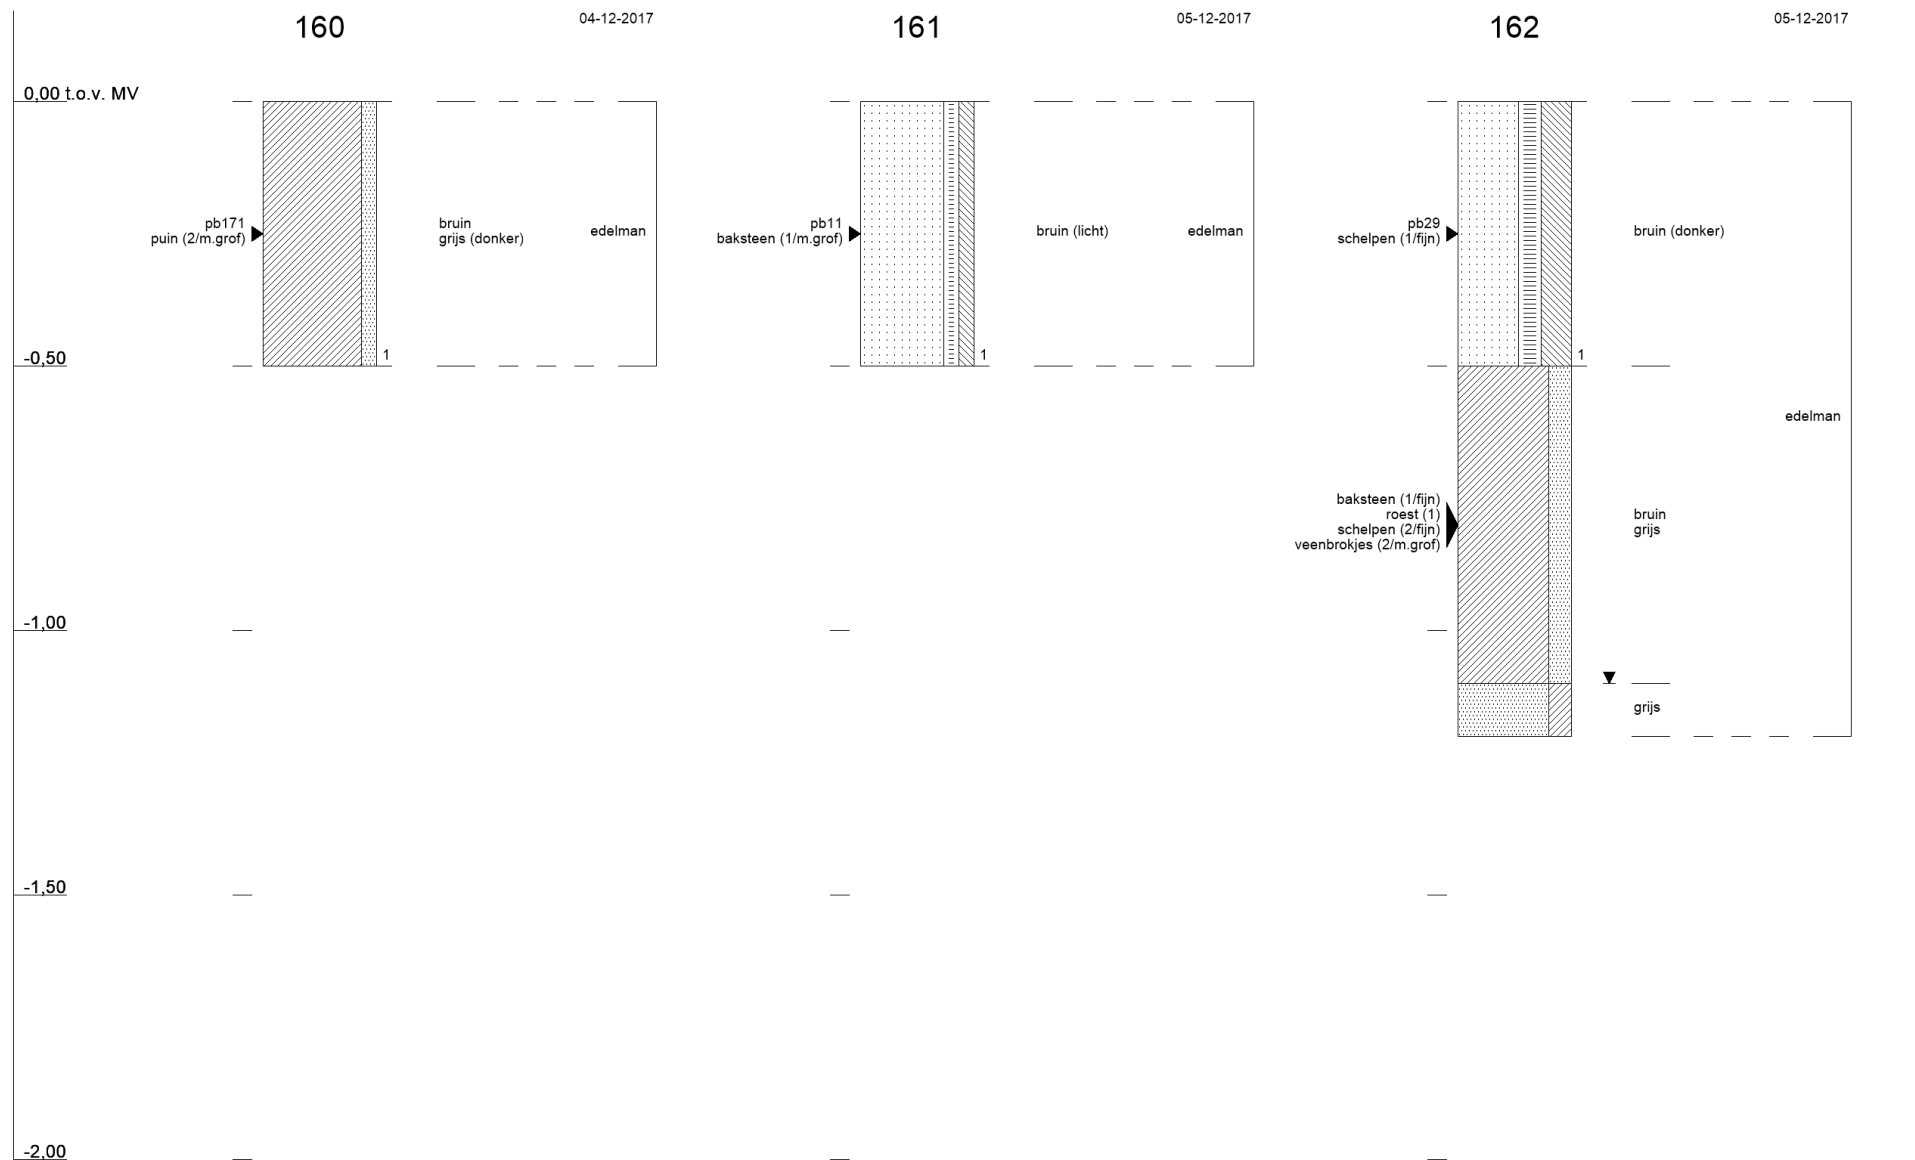 160
04-12-2017
161
05-12-2017
162
05-12-2017
0,00 t.o.v. MV
pb171
puin (2/m.grof)
bruin
grijs (donker)
edelman
1
pb11
baksteen (1/m.grof)
bruin (licht)
edelman
1
pb29
schelpen (1/fijn)
bruin (donker)
1
-0,50
edelman
baksteen (1/fijn)
roest (1)
schelpen (2/fijn)
veenbrokjes (2/m.grof)
bruin
grijs
-1,00
grijs
-1,50
-2,00